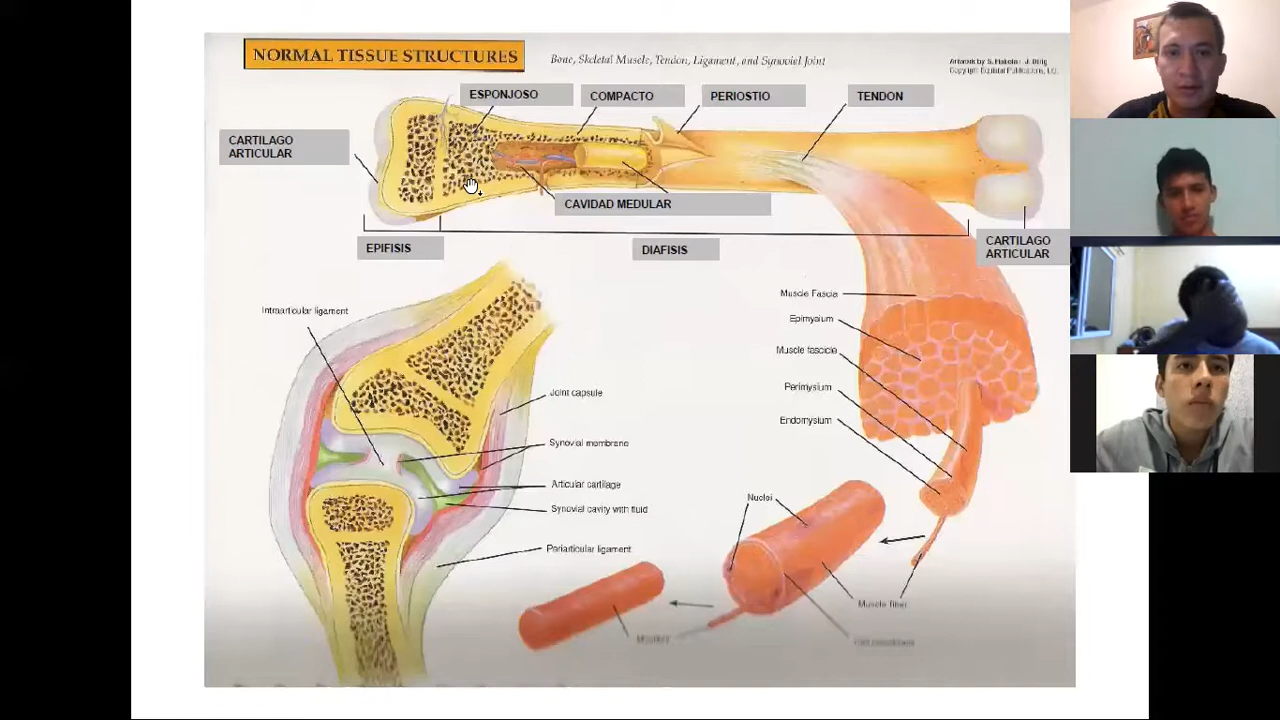 NORMAL TISSUE STRUCTURES
Bone, Skeletal Muscle, Tendon, Ligament, and Synovial Joint
ESPONJOSO
COMPACTO
PERIOSTIO
TENDON
CARTILAGO
ARTICULAR
CAVIDAD MEDULAR
EPIFISIS
DIAFISIS
CARTILAGO
ARTICULAR
Intraarticular ligament
Muscle Fascia
Epimysium
Muscle fascicle
Perimysium
Endomysium
Joint capsule
Synovial membrane
Articular cartilage
Synovial cavity with fluid
Periarticular ligament
Nuclei
Muscle fiber